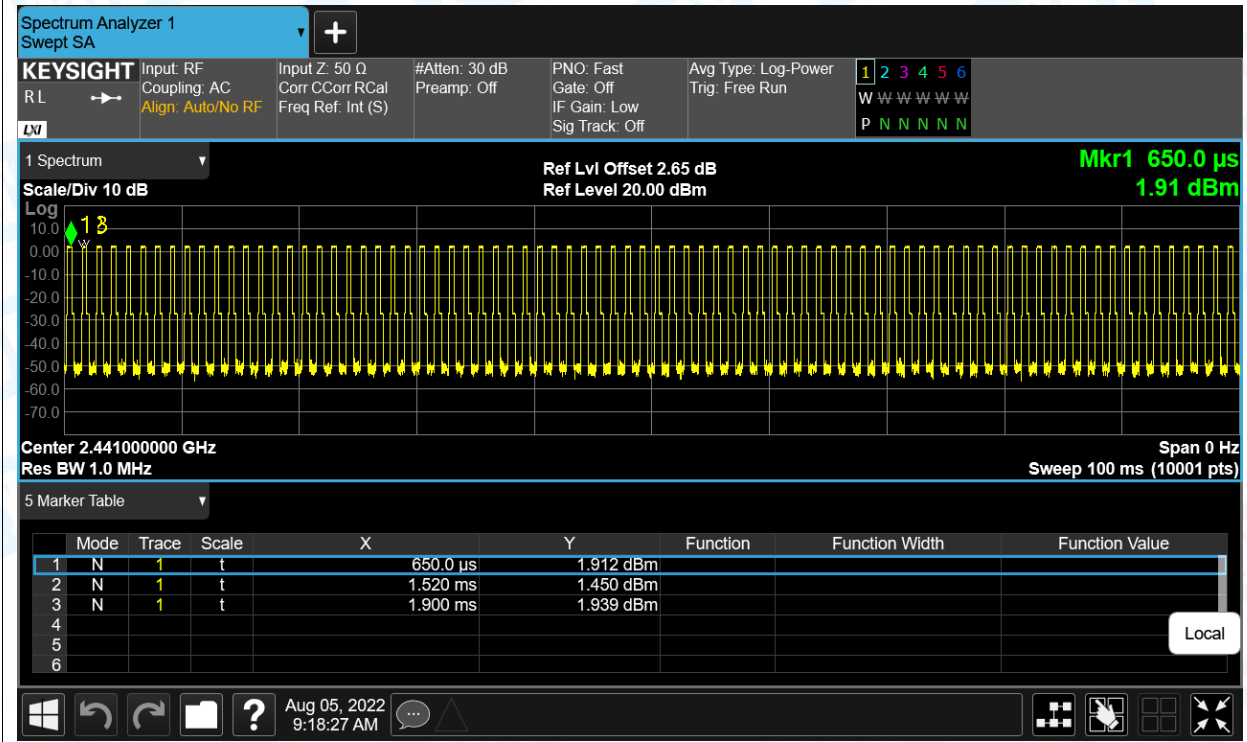 Spectrum Analyzer 1
Swept SA
KEYSIGHT Input: RF Input Z: 50 Ω #Atten: 30 dB PNO: Fast Avg Type: Log-Power 1 2 3 4 5 6
R L Coupling: AC Corr CCorr RCal Preamp: Off Gate: Off Trig: Free Run W W W W W W
Align: Auto/No RF Freq Ref: Int (S) IF Gain: Low
LXI Sig Track: Off P N N N N N
1 Spectrum Ref Lvl Offset 2.65 dB Mkr1 650.0 µs
Scale/Div 10 dB Ref Level 20.00 dBm 1.91 dBm
Log
10.0
0.00
-10.0
-20.0
-30.0
-40.0
-50.0
-60.0
-70.0
Center 2.441000000 GHz Span 0 Hz
Res BW 1.0 MHz Sweep 100 ms (10001 pts)
5 Marker Table
Mode Trace Scale X Y Function Function Width Function Value
1 N 1 t 650.0 µs 1.912 dBm
2 N 1 t 1.520 ms 1.450 dBm
3 N 1 t 1.900 ms 1.939 dBm
4
5
6
Local
? Aug 05, 2022
9:18:27 AM